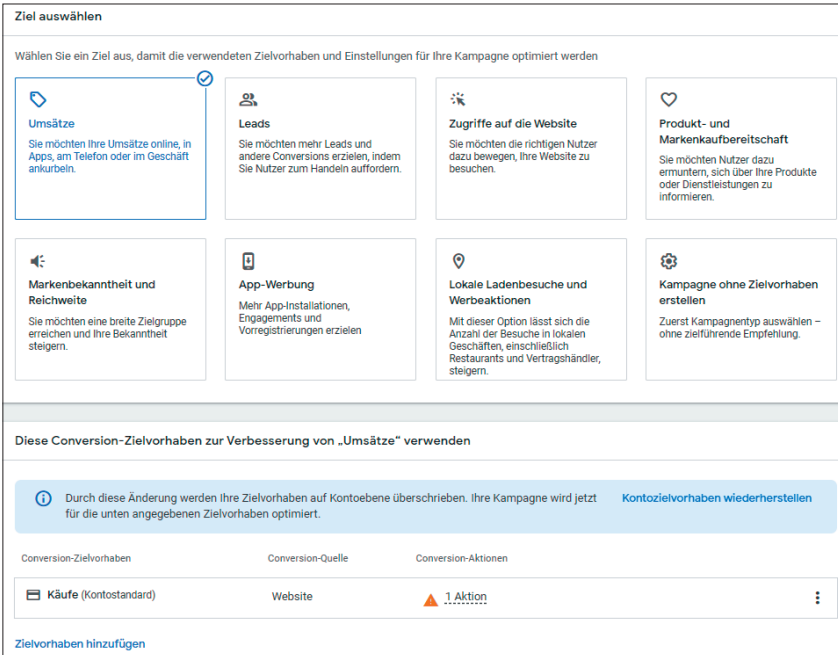 Ziel auswählen
Wählen Sie ein Ziel aus, damit die verwendeten Zielvorhaben und Einstellungen für Ihre Kampagne optimiert werden
Umsätze
Sie möchten Ihre Umsätze online, in
Apps, am Telefon oder im Geschäft
ankurbeln.
Leads
Sie möchten mehr Leads und
andere Conversions erzielen, indem
Sie Nutzer zum Handeln auffordern.
Zugriffe auf die Website
Sie möchten die richtigen Nutzer
dazu bewegen, Ihre Website zu
besuchen.
Produkt- und
Markenkaufbereitschaft
Sie möchten Nutzer dazu
ermuntern, sich über Ihre Produkte
oder Dienstleistungen zu
informieren.
Markenbekanntheit und
Reichweite
Sie möchten eine breite Zielgruppe
erreichen und Ihre Bekanntheit
steigern.
App-Werbung
Mehr App-Installationen,
Engagements und
Vorregistrierungen erzielen
Lokale Ladenbesuche und
Werbeaktionen
Mit dieser Option lässt sich die
Anzahl der Besuche in lokalen
Geschäften, einschließlich
Restaurants und Vertragshändler,
steigern.
Kampagne ohne Zielvorhaben
erstellen
Zuerst Kampagnentyp auswählen –
ohne zielführende Empfehlung.
Diese Conversion-Zielvorhaben zur Verbesserung von „Umsätze" verwenden
Durch diese Änderung werden Ihre Zielvorhaben auf Kontoebene überschrieben. Ihre Kampagne wird jetzt
für die unten angegebenen Zielvorhaben optimiert.
Kontozielvorhaben wiederherstellen
Conversion-Zielvorhaben Conversion-Quelle Conversion-Aktionen
Käufe (Kontostandard) Website 1 Aktion
Zielvorhaben hinzufügen